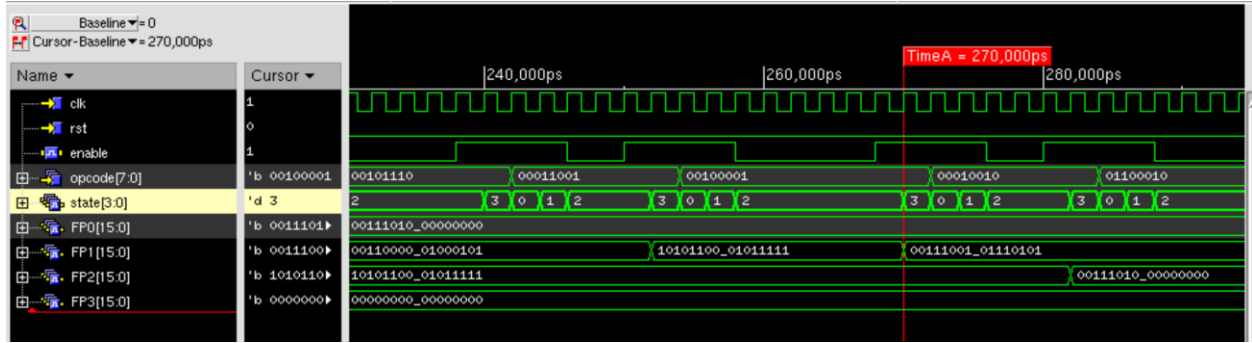 Baseline ▾= 0
Cursor-Baseline ▾= 270,000ps
TimeA = 270,000ps
Name ▾ Cursor ▾ 240,000ps 260,000ps 280,000ps
clk 1
rst 0
enable 1
opcode[7:0] 'b 00100001 00101110 00011001 00100001 00010010 01100010
state[3:0] 'd 3 2 3 0 1 2 3 0 1 2 3 0 1 2 3 0 1 2
FP0[15:0] 'b 0011101▶ 00111010_00000000
FP1[15:0] 'b 0011100▶ 00110000_01000101 10101100_01011111 00111001_01110101
FP2[15:0] 'b 1010110▶ 10101100_01011111 00111010_00000000
FP3[15:0] 'b 0000000▶ 00000000_00000000